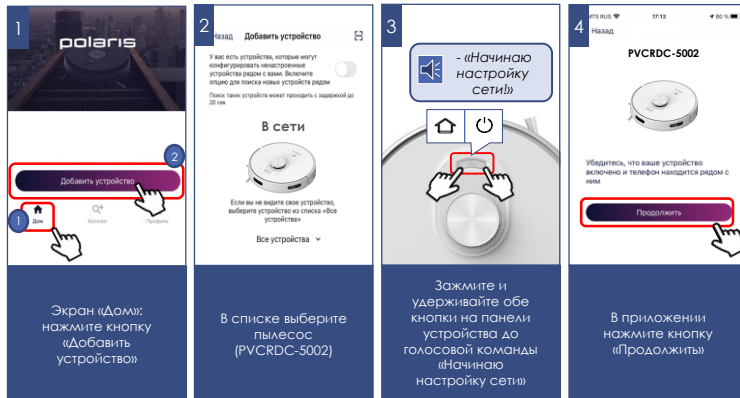 1
polaris
Добавить устройство
2
1
Дом
Каталог
Профиль
Экран «Дом»:
нажмите кнопку
«Добавить
устройство»
2
Назад
Добавить устройство
У вас есть устройства, которые могут
конфигурировать ненастроенные
устройства рядом с вами. Включите
опцию для поиска новых устройств рядом
Поиск таких устройств может проходить с задержкой до
20 сек
В сети
Если вы не видите свое устройство,
выберите устройство из списка «Все
устройства»
Все устройства
В списке выберите
пылесос
(PVCRDC-5002)
3
- «Начинаю
настройку
сети!»
Зажмите и
удерживайте обе
кнопки на панели
устройства до
голосовой команды
«Начинаю
настройку сети»
4
MTS RUS
17:13
80 %
Назад
PVCRDC-5002
Убедитесь, что ваше устройство
включено и телефон находится рядом с
ним
Продолжить
В приложении
нажмите кнопку
«Продолжить»